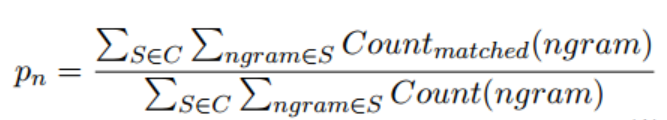 p_n = \frac{\sum_{S \in C} \sum_{ngram \in S} Count_{matched}(ngram)}{\sum_{S \in C} \sum_{ngram \in S} Count(ngram)}